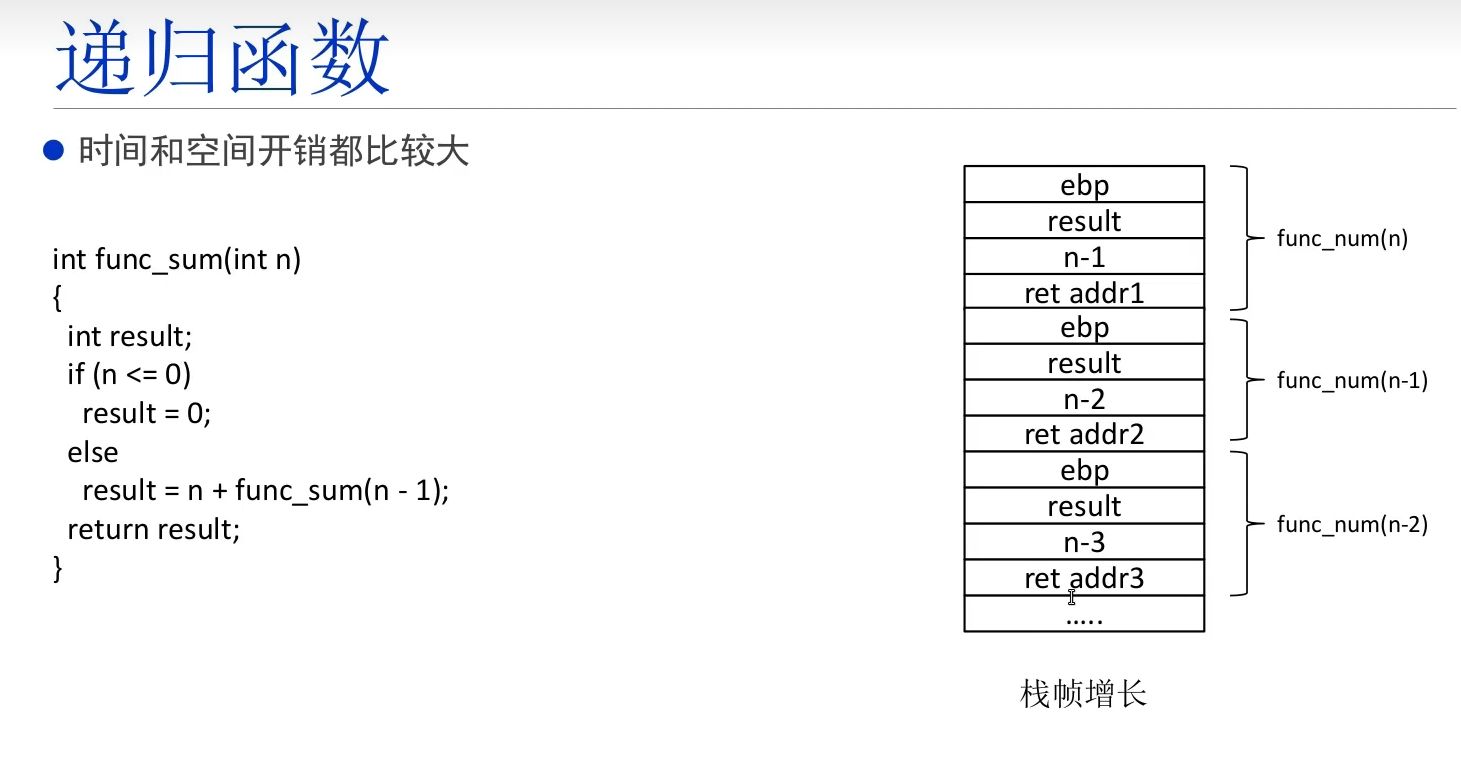 递归函数
时间和空间开销都比较大
int func_sum(int n)
{
int result;
if (n <= 0)
result = 0;
else
result = n + func_sum(n - 1);
return result;
}
ebp
result
n-1
ret addr1
func_num(n)
ebp
result
n-2
ret addr2
func_num(n-1)
ebp
result
n-3
ret addr3
func_num(n-2)
.....
栈帧增长